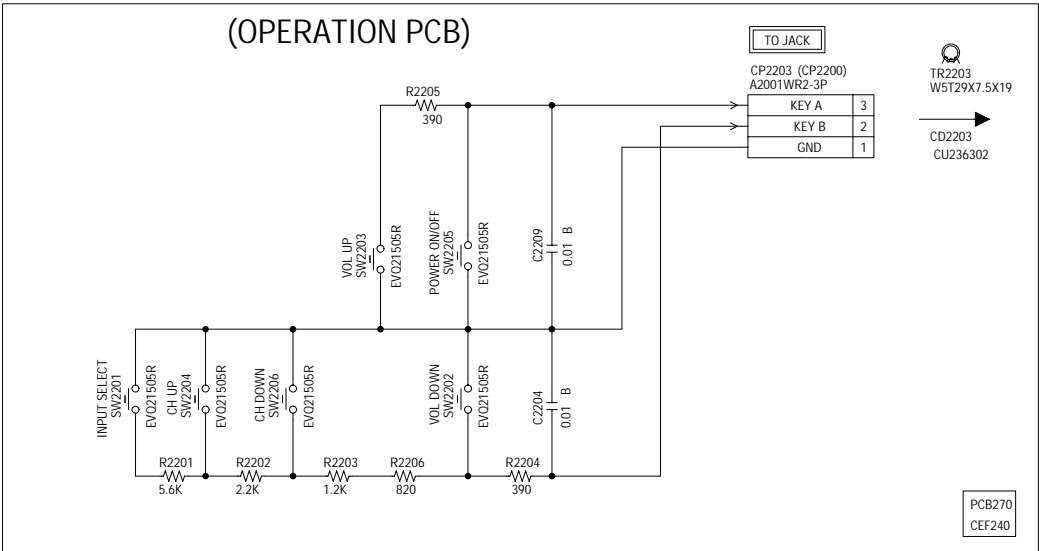 (OPERATION PCB)
TO JACK
CP2203 (CP2200)
A2001WR2-3P
KEY A 3
KEY B 2
GND 1
TR2203
W5T29X7.5X19
CD2203
CU236302
R2205
390
VOL UP
SW2203
EVQ21505R
POWER ON/OFF
SW2205
EVQ21505R
C2209
0.01 B
INPUT SELECT
SW2201
EVQ21505R
CH UP
SW2204
EVQ21505R
CH DOWN
SW2206
EVQ21505R
VOL DOWN
SW2202
EVQ21505R
C2204
0.01 B
R2201
5.6K
R2202
2.2K
R2203
1.2K
R2206
820
R2204
390
PCB270
CEF240